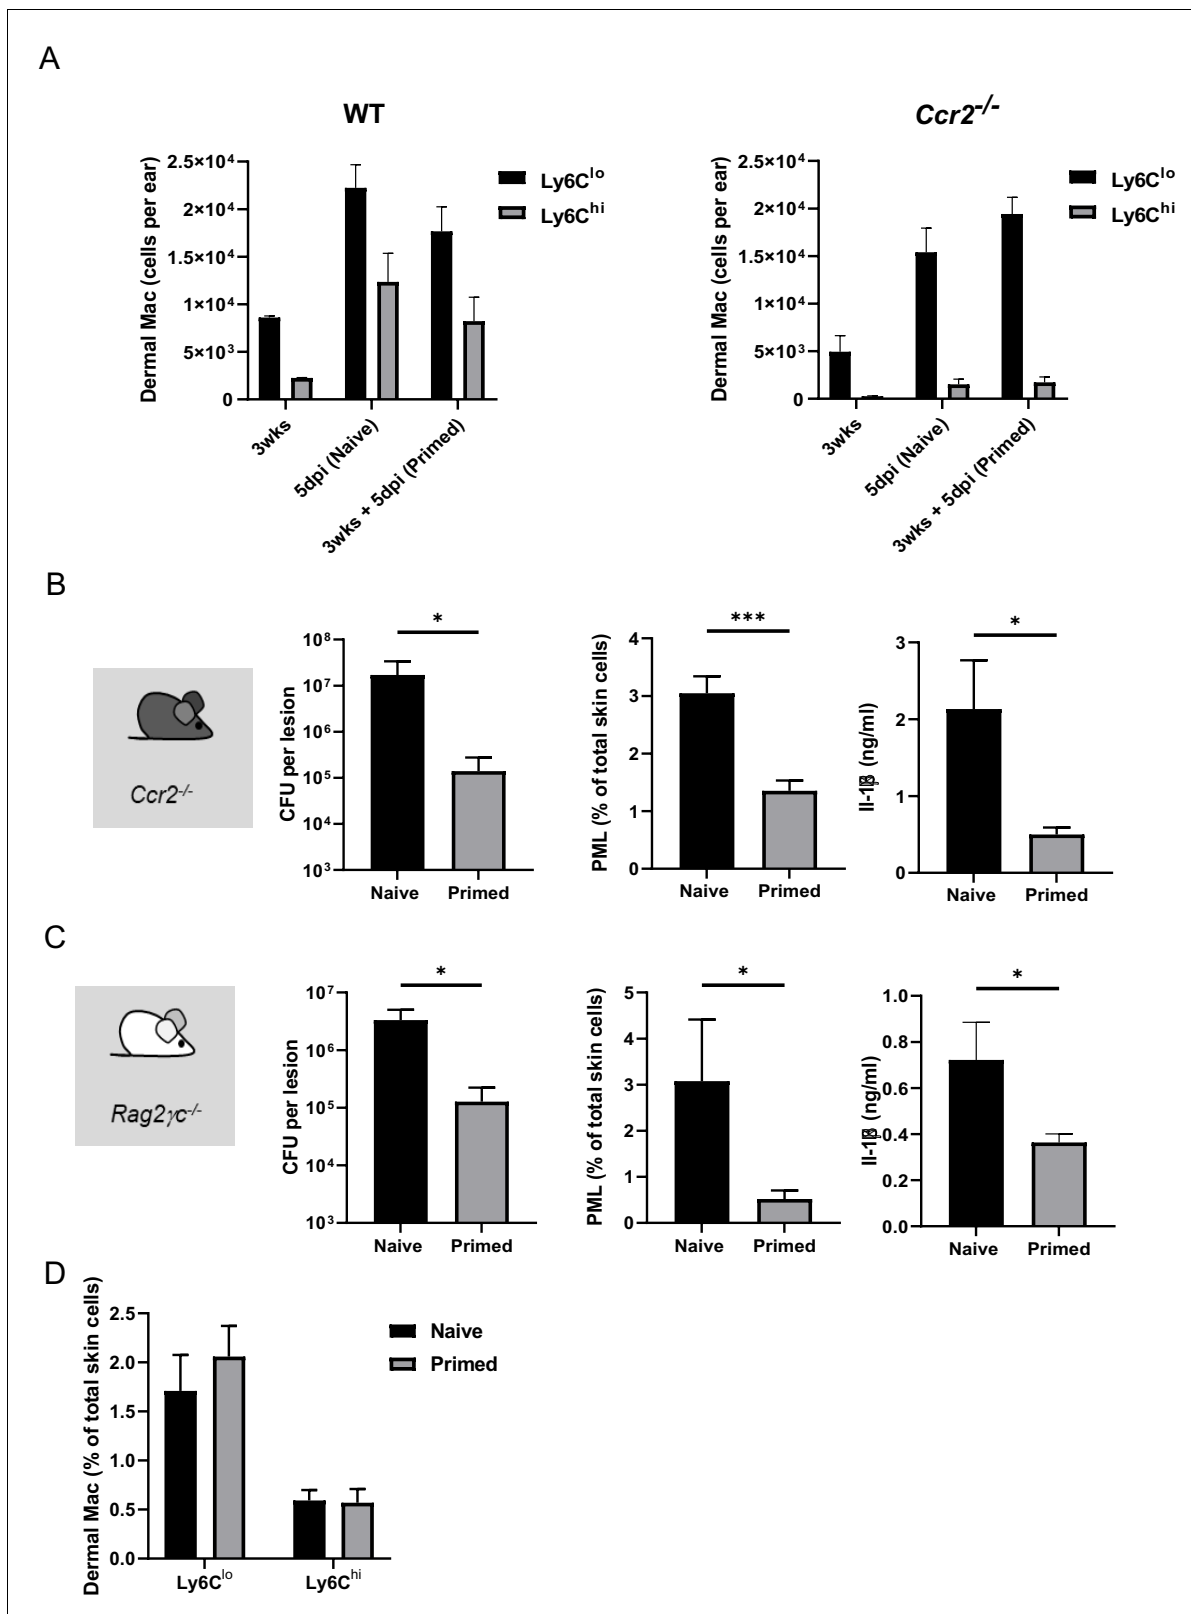 A
WT
Dermal Mac (cells per ear)
2.5×10⁴
2×10⁴
1.5×10⁴
1×10⁴
5×10³
0
3wks
5dpi (Naive)
3wks + 5dpi (Primed)
Ly6Cˡᵒ
Ly6Cʰⁱ
Ccr2⁻/⁻
Dermal Mac (cells per ear)
2.5×10⁴
2×10⁴
1.5×10⁴
1×10⁴
5×10³
0
3wks
5dpi (Naive)
3wks + 5dpi (Primed)
Ly6Cˡᵒ
Ly6Cʰⁱ
B
Ccr2⁻/⁻
CFU per lesion
10⁸
10⁷
10⁶
10⁵
10⁴
10³
*
Naive Primed
PML (% of total skin cells)
4
3
2
1
0
***
Naive Primed
Il-1β (ng/ml)
3
2
1
0
*
Naive Primed
C
Rag2γc⁻/⁻
CFU per lesion
10⁷
10⁶
10⁵
10⁴
10³
*
Naive Primed
PML (% of total skin cells)
5
4
3
2
1
0
*
Naive Primed
Il-1β (ng/ml)
1.0
0.8
0.6
0.4
0.2
0.0
*
Naive Primed
D
Dermal Mac (% of total skin cells)
2.5
2.0
1.5
1.0
0.5
0.0
Ly6Cˡᵒ Ly6Cʰⁱ
Naive
Primed